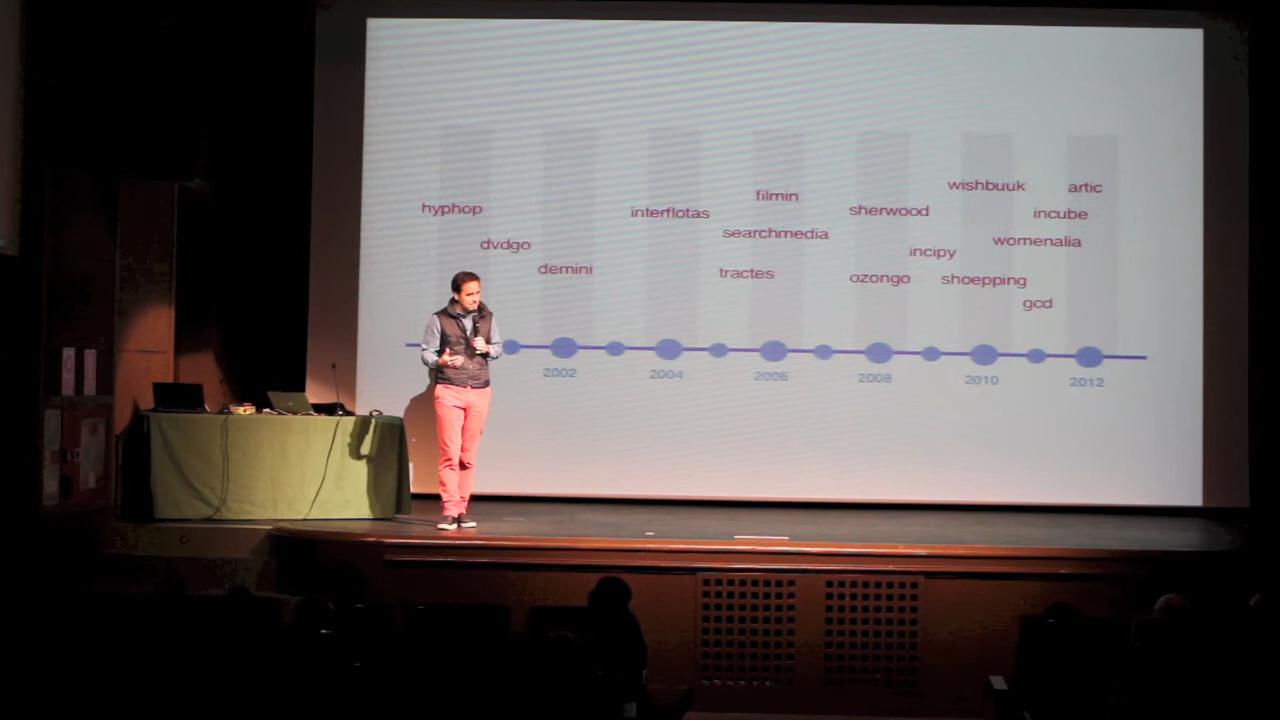 wishbuuk artic
filmin
hyphop interflotas sherwood incube
searchmedia womenalia
dvdgo incipy
demini tractes ozongo shoepping
gcd
2002 2004 2006 2008 2010 2012